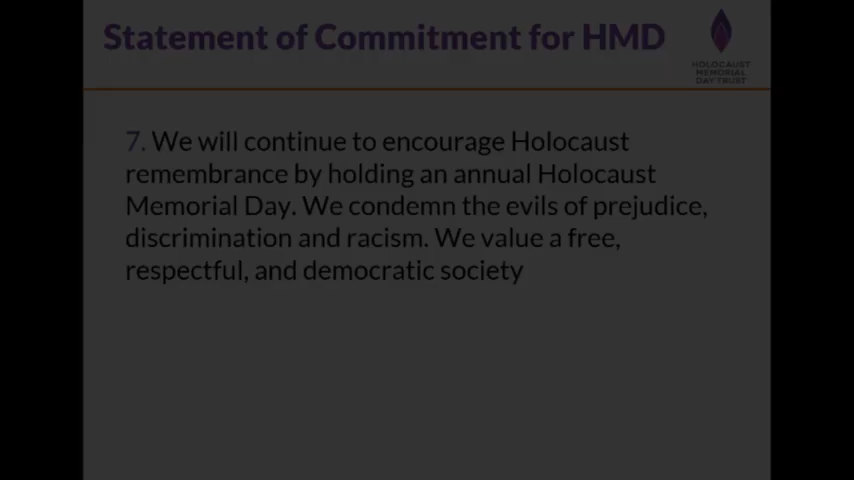 Statement of Commitment for HMD
HOLOCAUST
MEMORIAL
DAY TRUST
7. We will continue to encourage Holocaust
remembrance by holding an annual Holocaust
Memorial Day. We condemn the evils of prejudice,
discrimination and racism. We value a free,
respectful, and democratic society